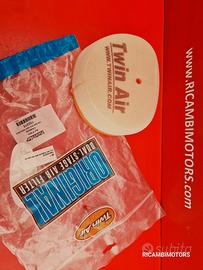 Twin Air
WWW.TWINAIR.COM
WWW.RICAMBIMOTORS.COM
ORIGINAL
DUAL-STAGE AIR FILTER
Twin Air
subito
RICAMBIMOTORS